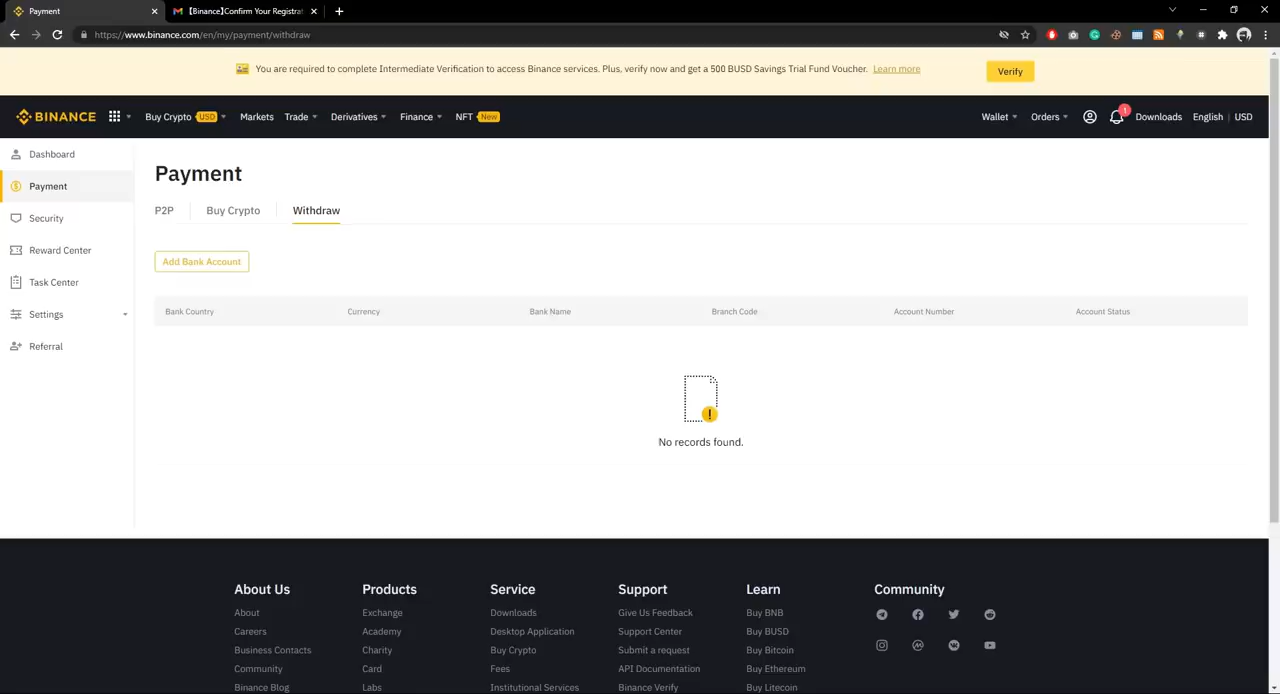 Payment
【Binance】Confirm Your Registrat
https://www.binance.com/en/my/payment/withdraw
You are required to complete Intermediate Verification to access Binance services. Plus, verify now and get a 500 BUSD Savings Trial Fund Voucher. Learn more
Verify
BINANCE
Buy Crypto USD
Markets
Trade
Derivatives
Finance
NFT New
Wallet
Orders
1
Downloads
English | USD
Dashboard
Payment
Security
Reward Center
Task Center
Settings
Referral
Payment
P2P
Buy Crypto
Withdraw
Add Bank Account
Bank Country Currency Bank Name Branch Code Account Number Account Status
!
No records found.
About Us
About
Careers
Business Contacts
Community
Binance Blog
Products
Exchange
Academy
Charity
Card
Labs
Service
Downloads
Desktop Application
Buy Crypto
Fees
Institutional Services
Support
Give Us Feedback
Support Center
Submit a request
API Documentation
Binance Verify
Learn
Buy BNB
Buy BUSD
Buy Bitcoin
Buy Ethereum
Buy Litecoin
Community